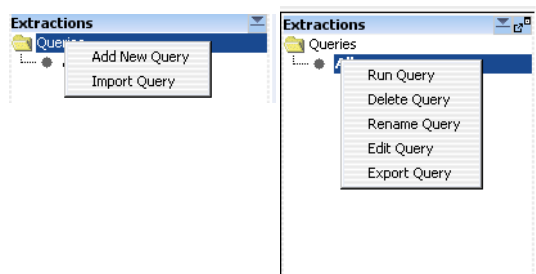 Extractions
Queries
Add New Query
Import Query
Extractions
Queries
Run Query
Delete Query
Rename Query
Edit Query
Export Query